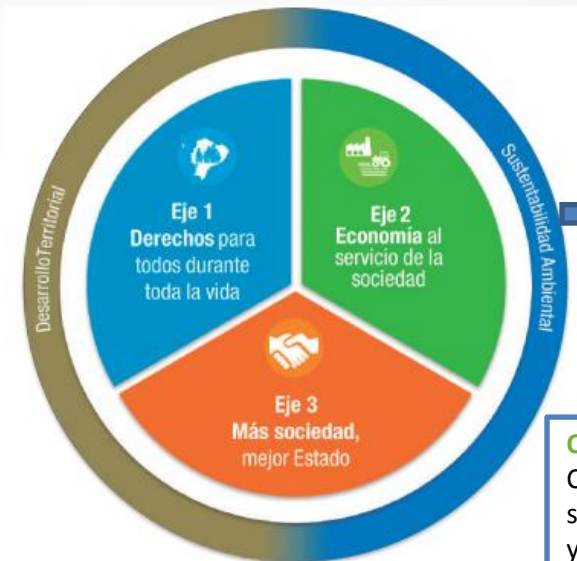 Desarrollo Territorial
Sustentabilidad Ambiental
Eje 1
Derechos para
todos durante
toda la vida
Eje 2
Economía al
servicio de la
sociedad
Eje 3
Más sociedad,
mejor Estado